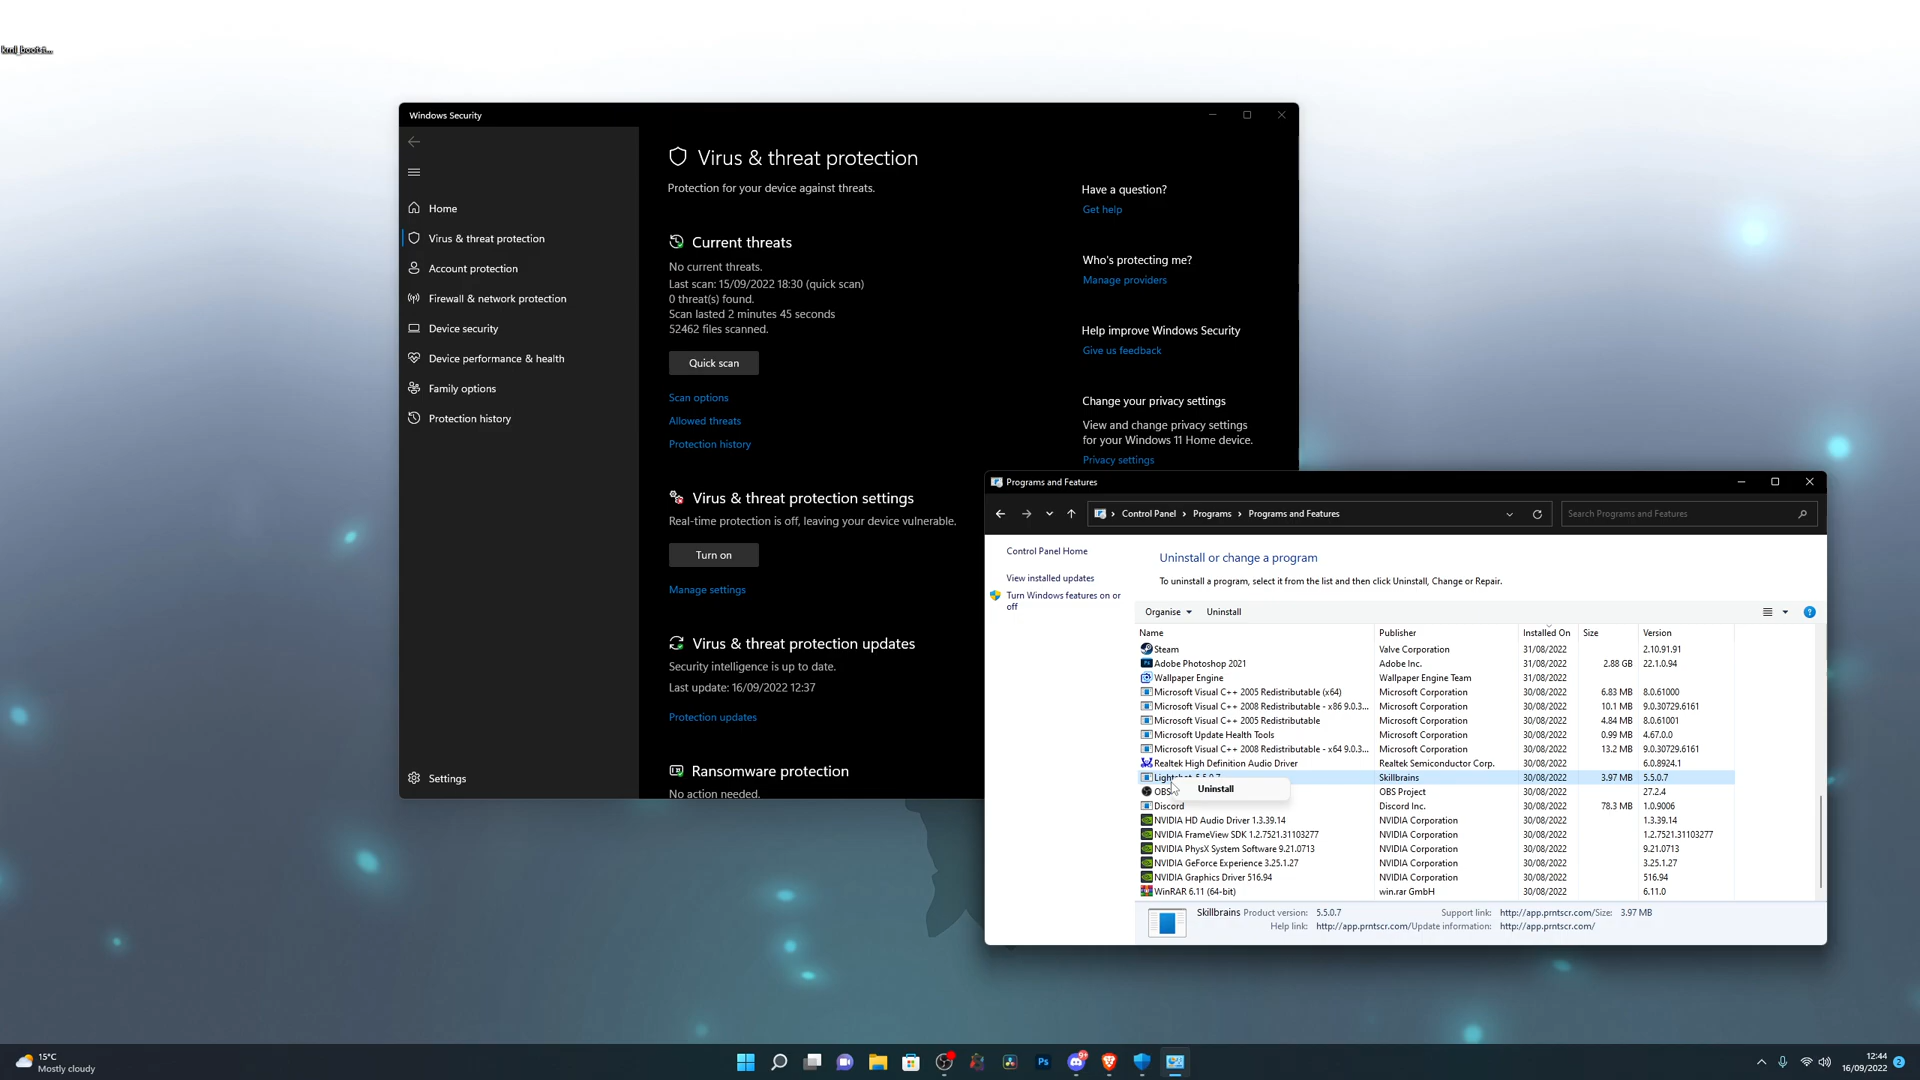 krnl_boots...
Windows Security
Home
Virus & threat protection
Account protection
Firewall & network protection
Device security
Device performance & health
Family options
Protection history
Settings
Virus & threat protection
Protection for your device against threats.
Current threats
No current threats.
Last scan: 15/09/2022 18:30 (quick scan)
0 threat(s) found.
Scan lasted 2 minutes 45 seconds
52462 files scanned.
Quick scan
Scan options
Allowed threats
Protection history
Virus & threat protection settings
Real-time protection is off, leaving your device vulnerable.
Turn on
Manage settings
Virus & threat protection updates
Security intelligence is up to date.
Last update: 16/09/2022 12:37
Protection updates
Ransomware protection
No action needed.
Have a question?
Get help
Who's protecting me?
Manage providers
Help improve Windows Security
Give us feedback
Change your privacy settings
View and change privacy settings
for your Windows 11 Home device.
Privacy settings
Programs and Features
Control Panel > Programs > Programs and Features
Search Programs and Features
Control Panel Home
View installed updates
Turn Windows features on or
off
Uninstall or change a program
To uninstall a program, select it from the list and then click Uninstall, Change or Repair.
Organise Uninstall
Name Publisher Installed On Size Version
Steam Valve Corporation 31/08/2022 2.10.91.91
Adobe Photoshop 2021 Adobe Inc. 31/08/2022 2.88 GB 22.1.0.94
Wallpaper Engine Wallpaper Engine Team 31/08/2022
Microsoft Visual C++ 2005 Redistributable (x64) Microsoft Corporation 30/08/2022 6.83 MB 8.0.61000
Microsoft Visual C++ 2008 Redistributable - x86 9.0.3... Microsoft Corporation 30/08/2022 10.1 MB 9.0.30729.6161
Microsoft Visual C++ 2005 Redistributable Microsoft Corporation 30/08/2022 4.84 MB 8.0.61001
Microsoft Update Health Tools Microsoft Corporation 30/08/2022 0.99 MB 4.67.0.0
Microsoft Visual C++ 2008 Redistributable - x64 9.0.3... Microsoft Corporation 30/08/2022 13.2 MB 9.0.30729.6161
Realtek High Definition Audio Driver Realtek Semiconductor Corp. 30/08/2022 6.0.8924.1
Lightshot-5.5.0.7 Skillbrains 30/08/2022 3.97 MB 5.5.0.7
Uninstall
OBS OBS Project 30/08/2022 27.2.4
Discord Discord Inc. 30/08/2022 78.3 MB 1.0.9006
NVIDIA HD Audio Driver 1.3.39.14 NVIDIA Corporation 30/08/2022 1.3.39.14
NVIDIA FrameView SDK 1.2.7521.31103277 NVIDIA Corporation 30/08/2022 1.2.7521.31103277
NVIDIA PhysX System Software 9.21.0713 NVIDIA Corporation 30/08/2022 9.21.0713
NVIDIA GeForce Experience 3.25.1.27 NVIDIA Corporation 30/08/2022 3.25.1.27
NVIDIA Graphics Driver 516.94 NVIDIA Corporation 30/08/2022 516.94
WinRAR 6.11 (64-bit) win.rar GmbH 30/08/2022 6.11.0
Skillbrains Product version: 5.5.0.7 Support link: http://app.prntscr.com/ Size: 3.97 MB
Help link: http://app.prntscr.com/ Update information: http://app.prntscr.com/
15°C
Mostly cloudy
Ps
9+
12:44
16/09/2022
2